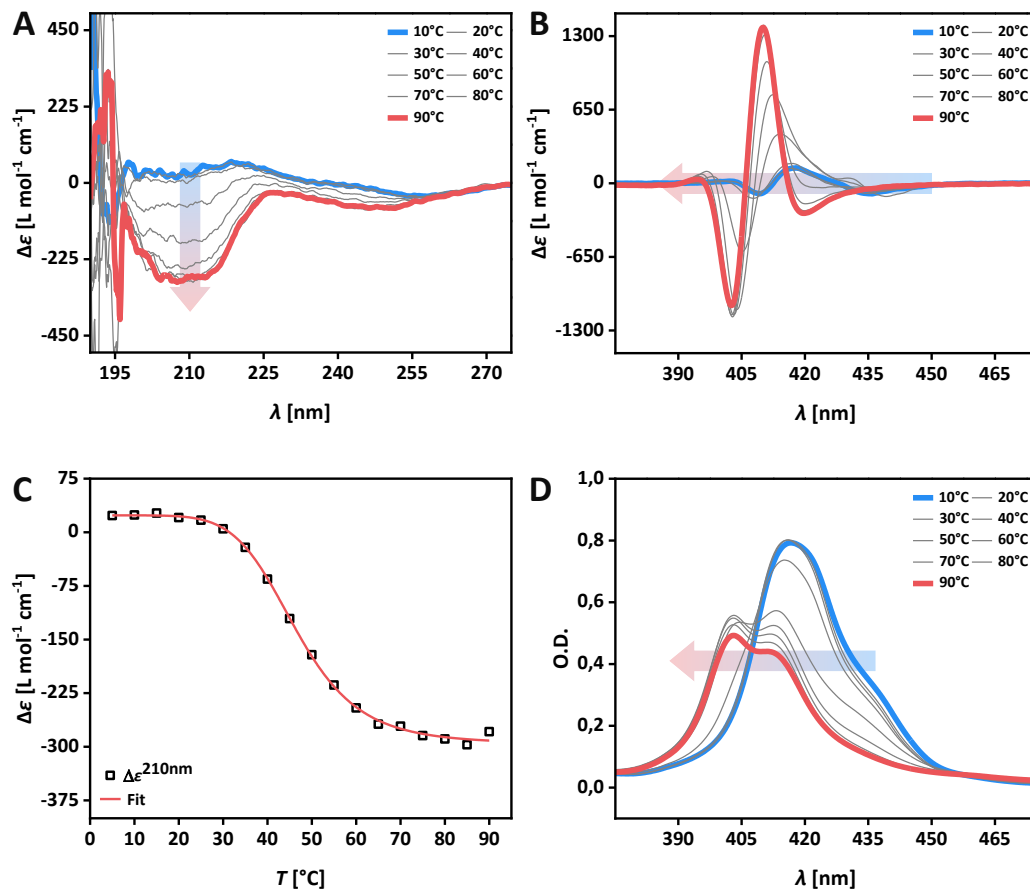 A
450
225
0
-225
-450
Δε [L mol⁻¹ cm⁻¹]
195 210 225 240 255 270
λ [nm]
10°C 20°C
30°C 40°C
50°C 60°C
70°C 80°C
90°C
B
1300
650
0
-650
-1300
Δε [L mol⁻¹ cm⁻¹]
390 405 420 435 450 465
λ [nm]
10°C 20°C
30°C 40°C
50°C 60°C
70°C 80°C
90°C
C
75
0
-75
-150
-225
-300
-375
Δε [L mol⁻¹ cm⁻¹]
0 10 20 30 40 50 60 70 80 90
T [°C]
Δε²¹⁰ⁿᵐ
Fit
D
1,0
0,8
0,6
0,4
0,2
0,0
O.D.
390 405 420 435 450 465
λ [nm]
10°C 20°C
30°C 40°C
50°C 60°C
70°C 80°C
90°C